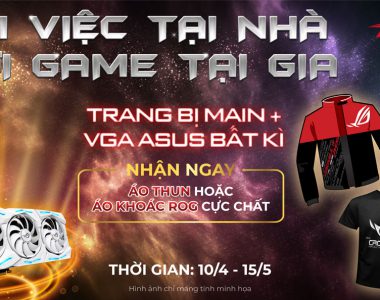 VIỆC TẠI NHÀ
GAME TẠI GIA
TRANG BỊ MAIN +
VGA ASUS BẤT KÌ
NHẬN NGAY
ÁO THUN HOẶC
ÁO KHOÁC ROG CỰC CHẤT
THỜI GIAN: 10/4 - 15/5
Hình ảnh chỉ mang tính minh họa